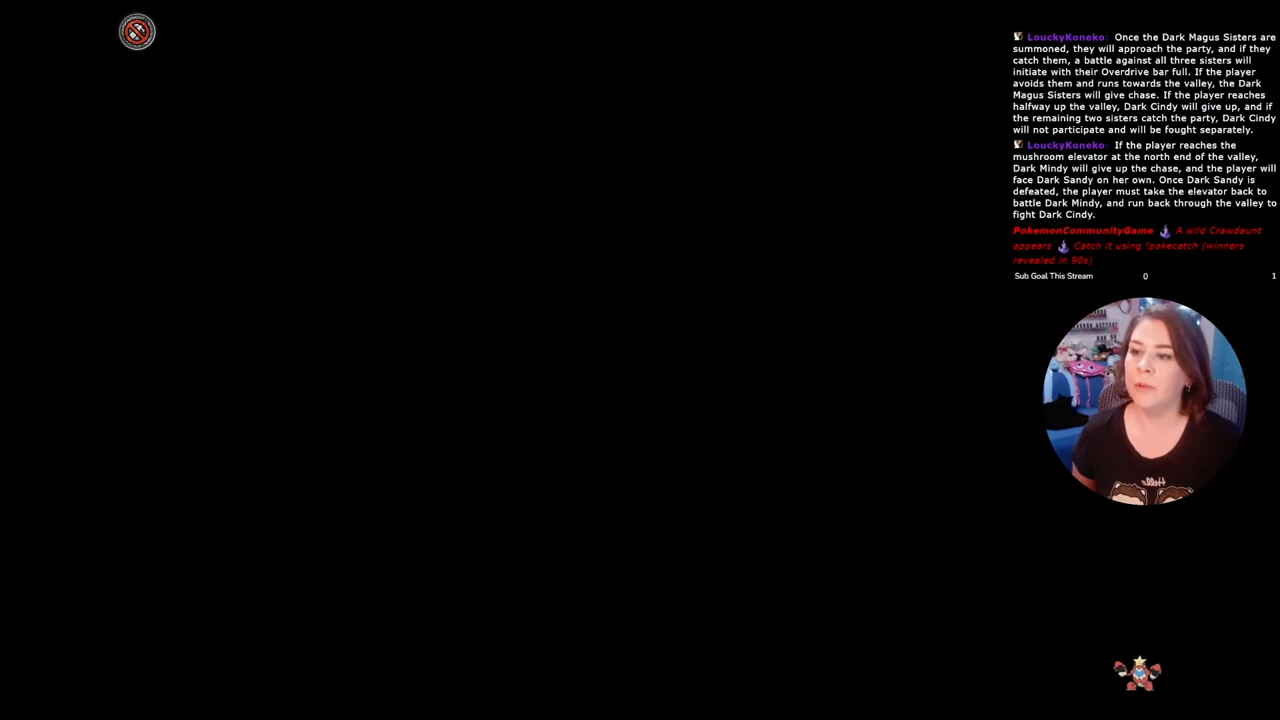 LouckyKoneko: Once the Dark Magus Sisters are
summoned, they will approach the party, and if they
catch them, a battle against all three sisters will
initiate with their Overdrive bar full. If the player
avoids them and runs towards the valley, the Dark
Magus Sisters will give chase. If the player reaches
halfway up the valley, Dark Cindy will give up, and if
the remaining two sisters catch the party, Dark Cindy
will not participate and will be fought separately.
LouckyKoneko: If the player reaches the
mushroom elevator at the north end of the valley,
Dark Mindy will give up the chase, and the player will
face Dark Sandy on her own. Once Dark Sandy is
defeated, the player must take the elevator back to
battle Dark Mindy, and run back through the valley to
fight Dark Cindy.
PokemonCommunityGame A wild Crawdaunt
appears Catch it using !pokecatch (winners
revealed in 90s)
Sub Goal This Stream 0 1
Hello